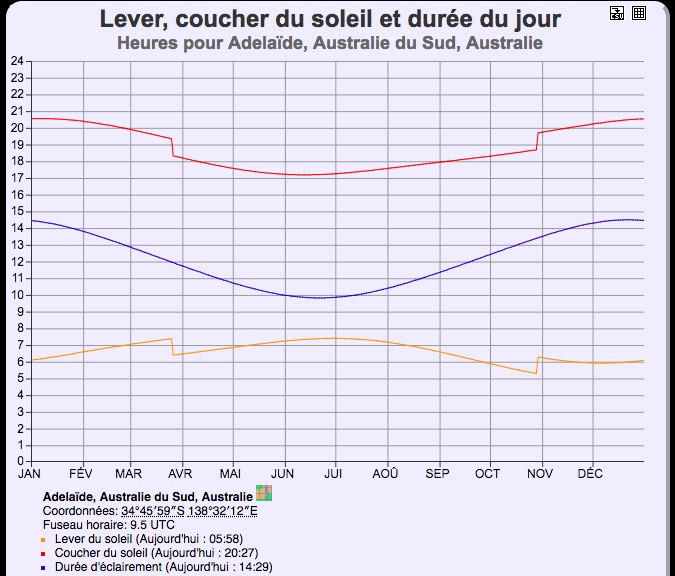 Lever, coucher du soleil et durée du jour
Heures pour Adelaïde, Australie du Sud, Australie
24
23
22
21
20
19
18
17
16
15
14
13
12
11
10
9
8
7
6
5
4
3
2
1
0
JAN FÉV MAR AVR MAI JUN JUI AOÛ SEP OCT NOV DÉC
Adelaïde, Australie du Sud, Australie
Coordonnées: 34°45′59″S 138°32′12″E
Fuseau horaire: 9.5 UTC
Lever du soleil (Aujourd'hui : 05:58)
Coucher du soleil (Aujourd'hui : 20:27)
Durée d'éclairement (Aujourd'hui : 14:29)